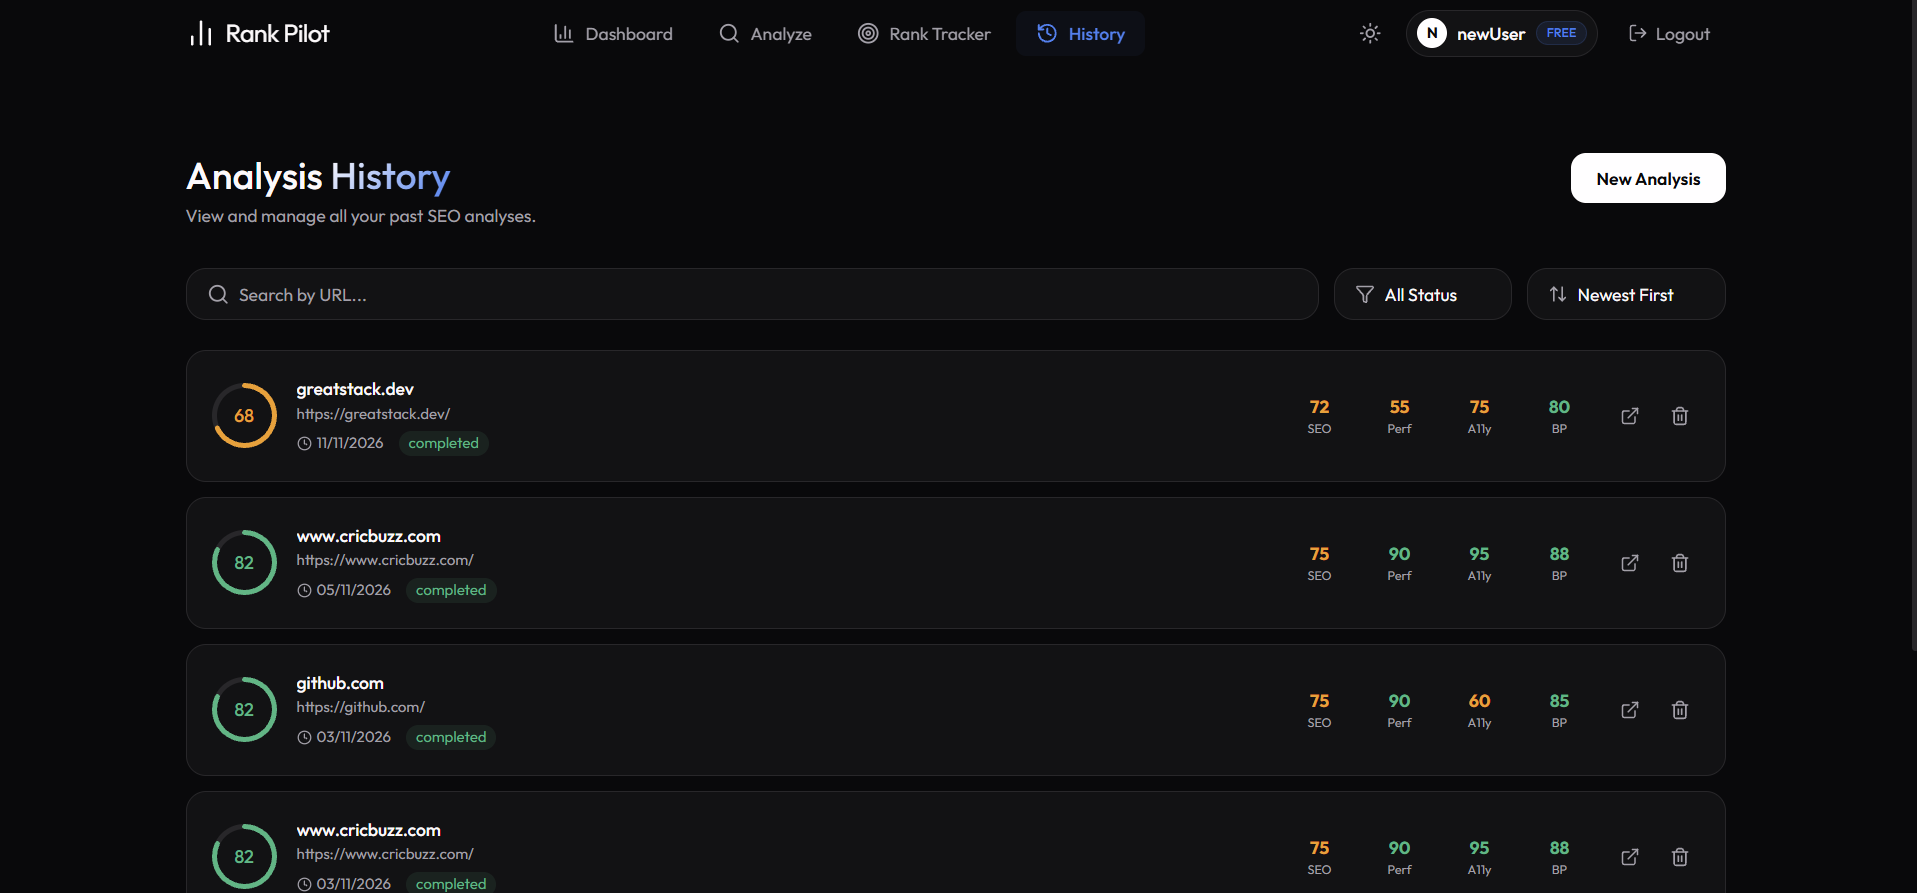 Rank Pilot
Dashboard
Analyze
Rank Tracker
History
N
newUser
FREE
Logout
Analysis History
New Analysis
View and manage all your past SEO analyses.
Search by URL...
All Status
Newest First
68
greatstack.dev
https://greatstack.dev/
11/11/2026
completed
72
SEO
55
Perf
75
A11y
80
BP
82
www.cricbuzz.com
https://www.cricbuzz.com/
05/11/2026
completed
75
SEO
90
Perf
95
A11y
88
BP
82
github.com
https://github.com/
03/11/2026
completed
75
SEO
90
Perf
60
A11y
85
BP
82
www.cricbuzz.com
https://www.cricbuzz.com/
03/11/2026
completed
75
SEO
90
Perf
95
A11y
88
BP